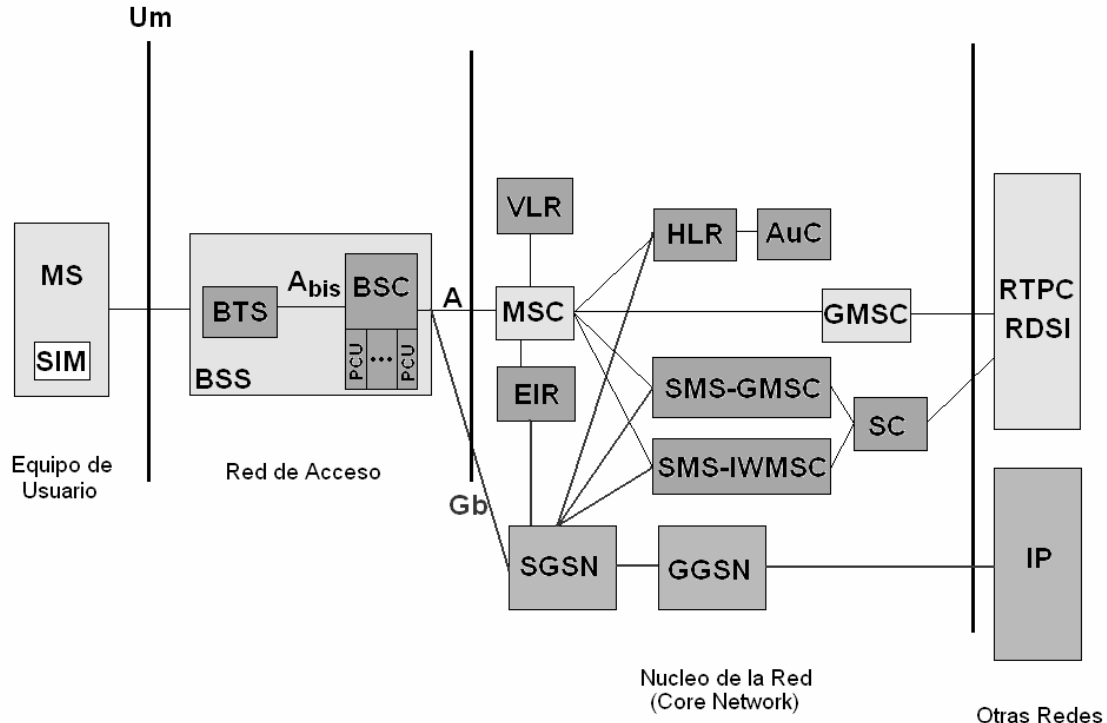 Um
MS
SIM
Equipo de
Usuario
BTS
Abis
BSC
PCU
...
PCU
BSS
Red de Acceso
A
Gb
VLR
MSC
EIR
HLR
AuC
GMSC
SMS-GMSC
SMS-IWMSC
SC
SGSN
GGSN
Nucleo de la Red
(Core Network)
RTPC
RDSI
IP
Otras Redes